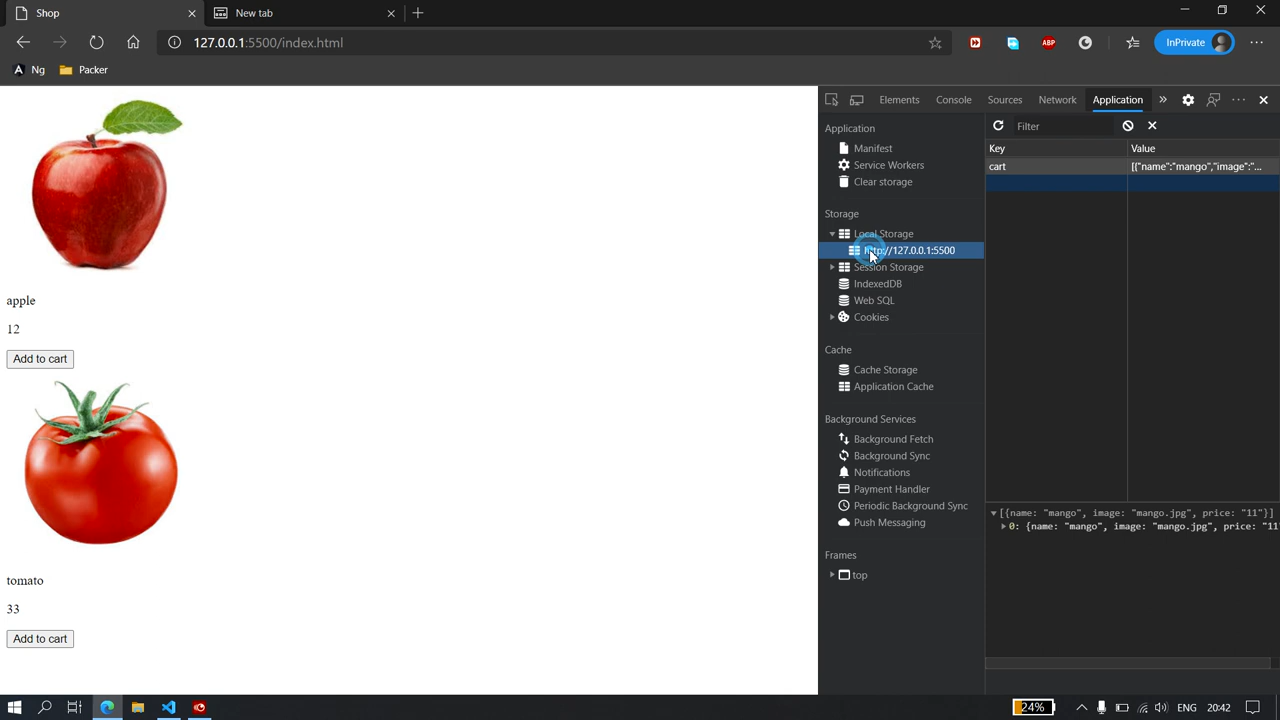 Shop
New tab
127.0.0.1:5500/index.html
ABP
InPrivate
Ng
Packer
apple
12
Add to cart
tomato
33
Add to cart
Elements
Console
Sources
Network
Application
Application
Manifest
Service Workers
Clear storage
Storage
Local Storage
http://127.0.0.1:5500
Session Storage
IndexedDB
Web SQL
Cookies
Cache
Cache Storage
Application Cache
Background Services
Background Fetch
Background Sync
Notifications
Payment Handler
Periodic Background Sync
Push Messaging
Frames
top
Filter
Key Value
cart [{"name":"mango","image":"...
[{name: "mango", image: "mango.jpg", price: "11"}]
0: {name: "mango", image: "mango.jpg", price: "11
24%
ENG
20:42